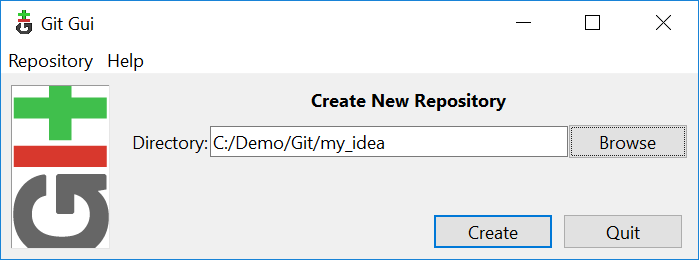 Git Gui
Repository Help
Create New Repository
Directory: C:/Demo/Git/my_idea Browse
Create Quit